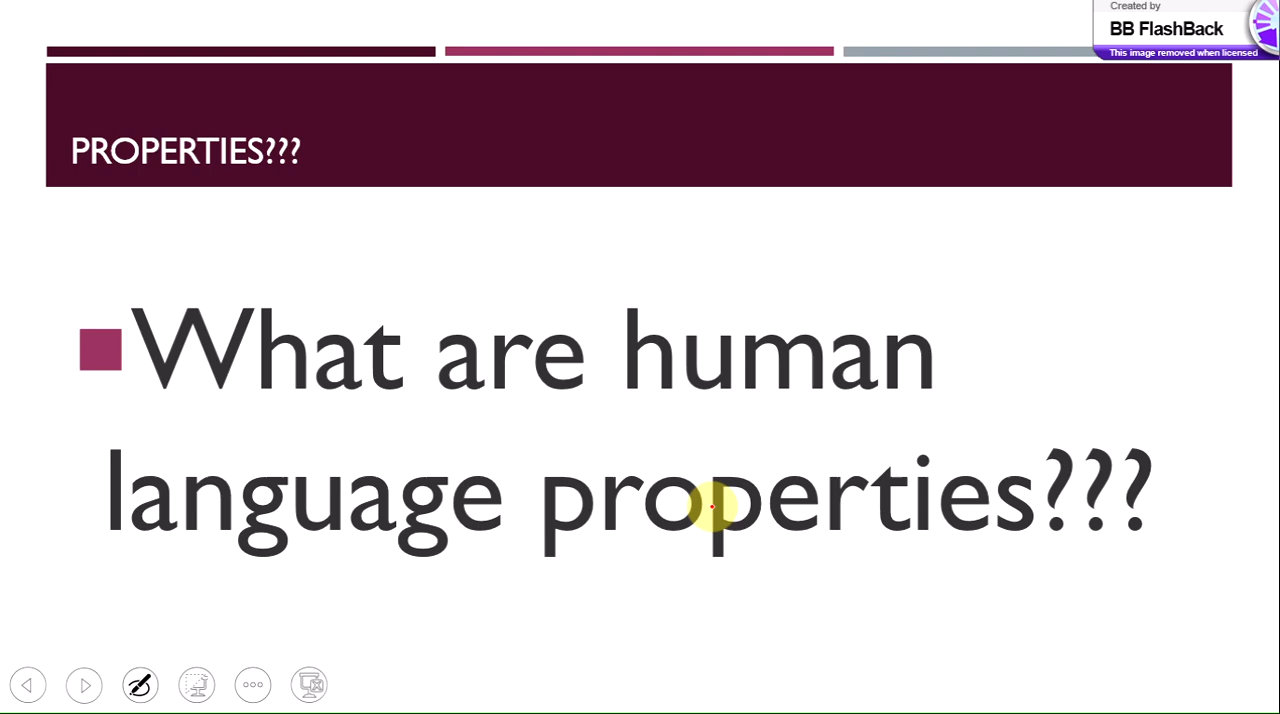 Created by
BB FlashBack
This image removed when licensed
PROPERTIES???
What are human
language properties???